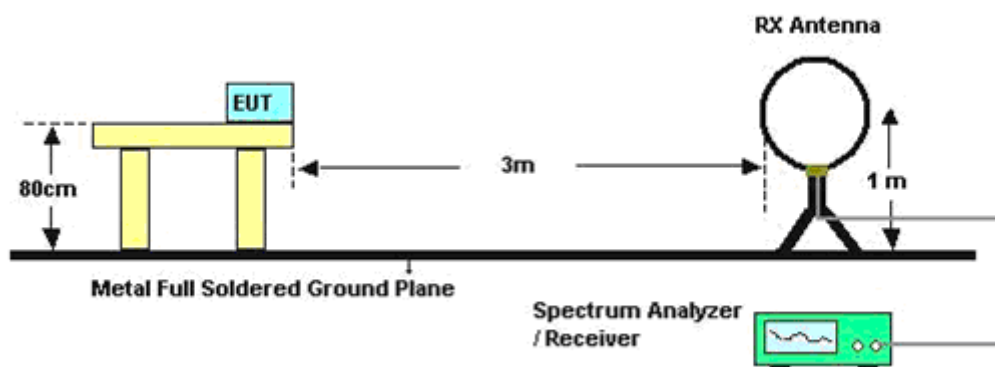 RX Antenna
EUT
80cm
3m
1 m
Metal Full Soldered Ground Plane
Spectrum Analyzer
/ Receiver